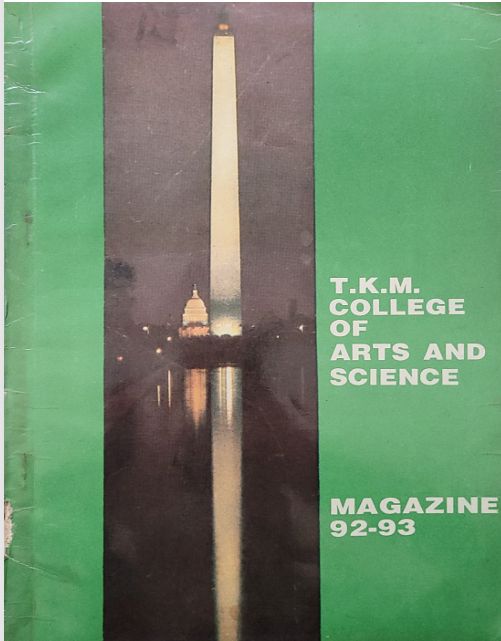 T.K.M.
COLLEGE
OF
ARTS AND
SCIENCE
MAGAZINE
92-93